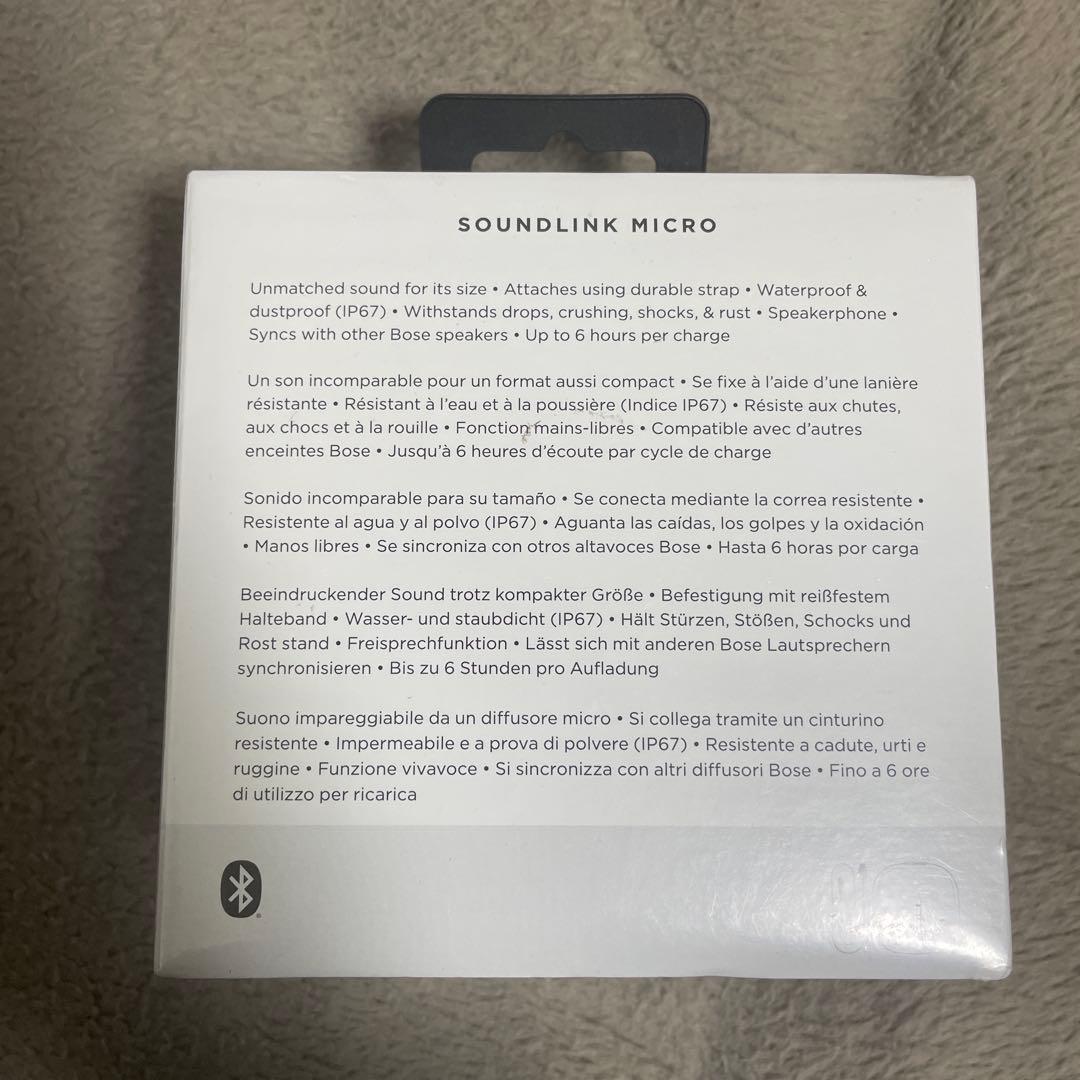 SOUNDLINK MICRO
Unmatched sound for its size • Attaches using durable strap • Waterproof &
dustproof (IP67) • Withstands drops, crushing, shocks, & rust • Speakerphone •
Syncs with other Bose speakers • Up to 6 hours per charge
Un son incomparable pour un format aussi compact • Se fixe à l'aide d'une lanière
résistante • Résistant à l'eau et à la poussière (Indice IP67) • Résiste aux chutes,
aux chocs et à la rouille • Fonction mains-libres • Compatible avec d'autres
enceintes Bose • Jusqu'à 6 heures d'écoute par cycle de charge
Sonido incomparable para su tamaño • Se conecta mediante la correa resistente •
Resistente al agua y al polvo (IP67) • Aguanta las caídas, los golpes y la oxidación
• Manos libres • Se sincroniza con otros altavoces Bose • Hasta 6 horas por carga
Beeindruckender Sound trotz kompakter Größe • Befestigung mit reißfestem
Halteband • Wasser- und staubdicht (IP67) • Hält Stürzen, Stößen, Schocks und
Rost stand • Freisprechfunktion • Lässt sich mit anderen Bose Lautsprechern
synchronisieren • Bis zu 6 Stunden pro Aufladung
Suono impareggiabile da un diffusore micro • Si collega tramite un cinturino
resistente • Impermeabile e a prova di polvere (IP67) • Resistente a cadute, urti e
ruggine • Funzione vivavoce • Si sincronizza con altri diffusori Bose • Fino a 6 ore
di utilizzo per ricarica